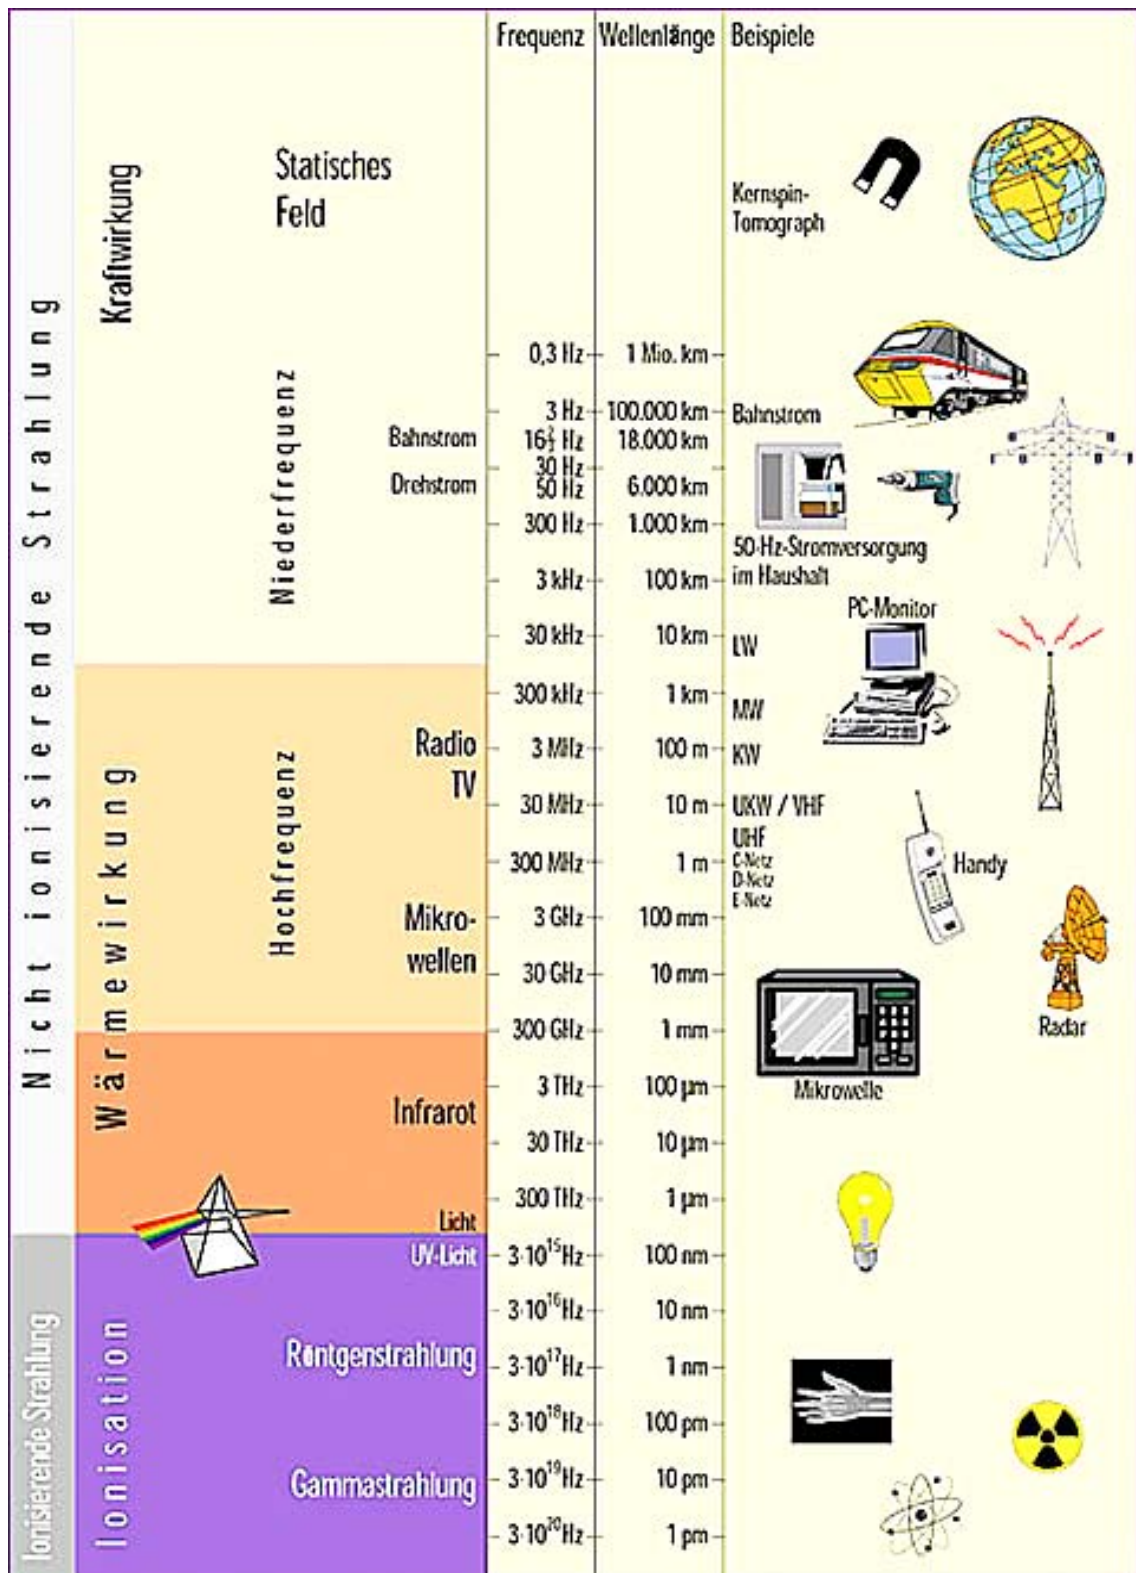 Frequenz Wellenlänge Beispiele
Nicht ionisierende Strahlung
Ionisierende Strahlung
Kraftwirkung
Wärmewirkung
Ionisation
Statisches
Feld
Niederfrequenz
Hochfrequenz
Bahnstrom
Drehstrom
Radio
TV
Mikro-
wellen
Infrarot
Licht
UV-Licht
Röntgenstrahlung
Gammastrahlung
0,3 Hz 1 Mio. km
3 Hz 100.000 km
16⅔ Hz 18.000 km
30 Hz
50 Hz 6.000 km
300 Hz 1.000 km
3 kHz 100 km
30 kHz 10 km
300 kHz 1 km
3 MHz 100 m
30 MHz 10 m
300 MHz 1 m
3 GHz 100 mm
30 GHz 10 mm
300 GHz 1 mm
3 THz 100 µm
30 THz 10 µm
300 THz 1 µm
3·10¹⁵Hz 100 nm
3·10¹⁶Hz 10 nm
3·10¹⁷Hz 1 nm
3·10¹⁸Hz 100 pm
3·10¹⁹Hz 10 pm
3·10²⁰Hz 1 pm
Kernspin-
Tomograph
Bahnstrom
50-Hz-Stromversorgung
im Haushalt
PC-Monitor
LW
MW
KW
UKW / VHF
UHF
C-Netz
D-Netz
E-Netz
Handy
Radar
Mikrowelle